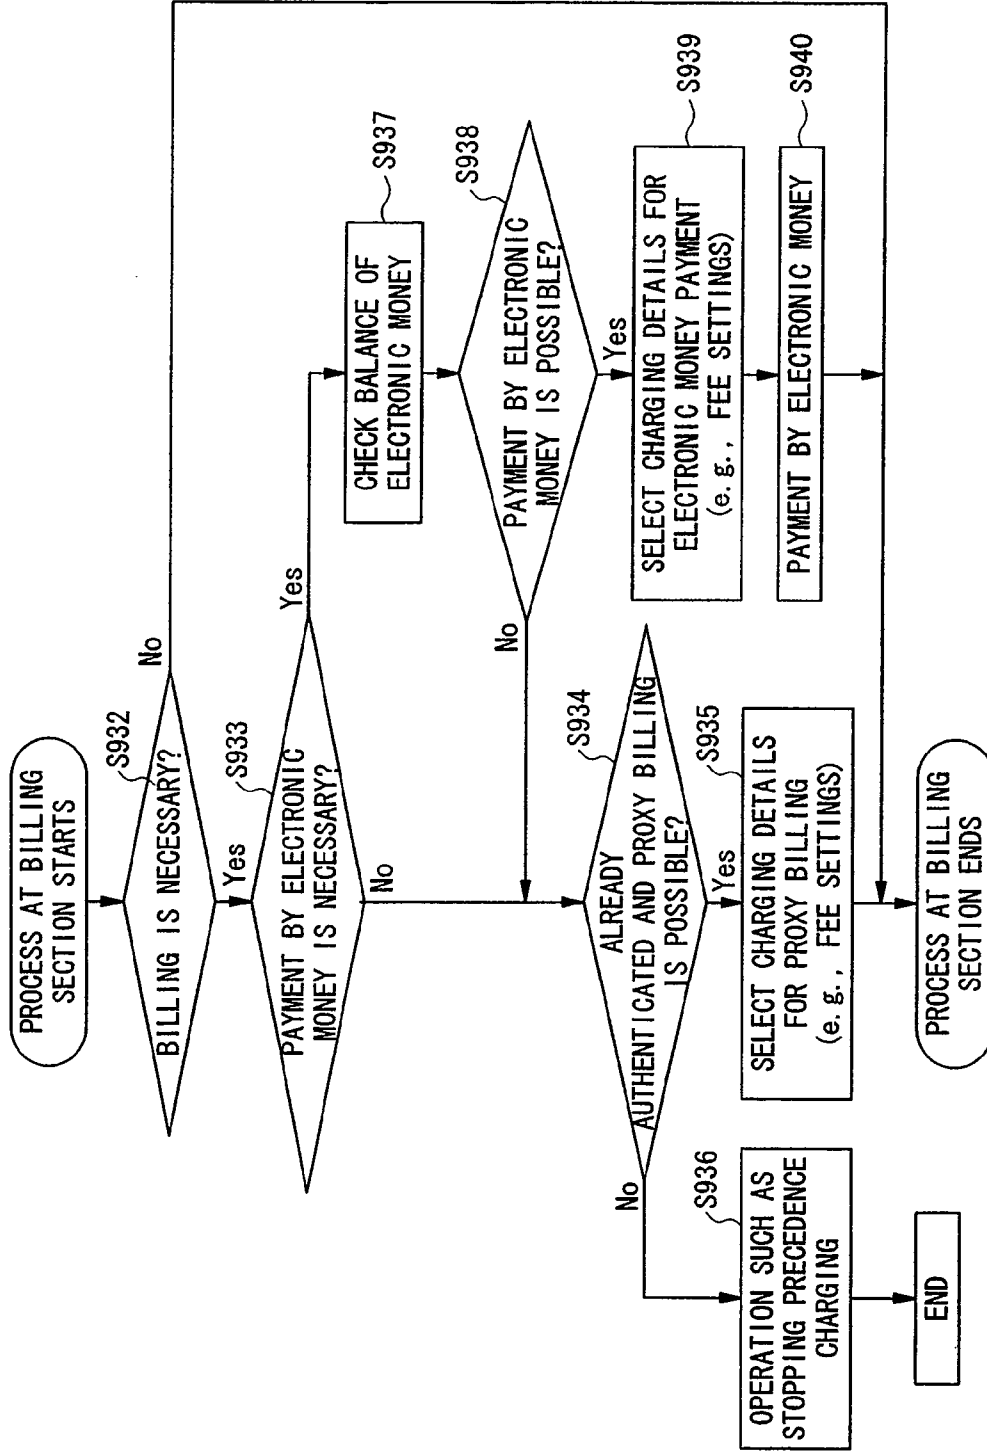 PROCESS AT BILLING
SECTION STARTS
S932
BILLING IS NECESSARY?
No
Yes
S933
PAYMENT BY ELECTRONIC
MONEY IS NECESSARY?
Yes
No
S937
CHECK BALANCE OF
ELECTRONIC MONEY
S938
PAYMENT BY ELECTRONIC
MONEY IS POSSIBLE?
No
Yes
S939
SELECT CHARGING DETAILS FOR
ELECTRONIC MONEY PAYMENT
(e.g., FEE SETTINGS)
S940
PAYMENT BY ELECTRONIC MONEY
S934
ALREADY
AUTHENTICATED AND PROXY BILLING
IS POSSIBLE?
No
Yes
S935
SELECT CHARGING DETAILS
FOR PROXY BILLING
(e.g., FEE SETTINGS)
S936
OPERATION SUCH AS
STOPPING PRECEDENCE
CHARGING
END
PROCESS AT BILLING
SECTION ENDS